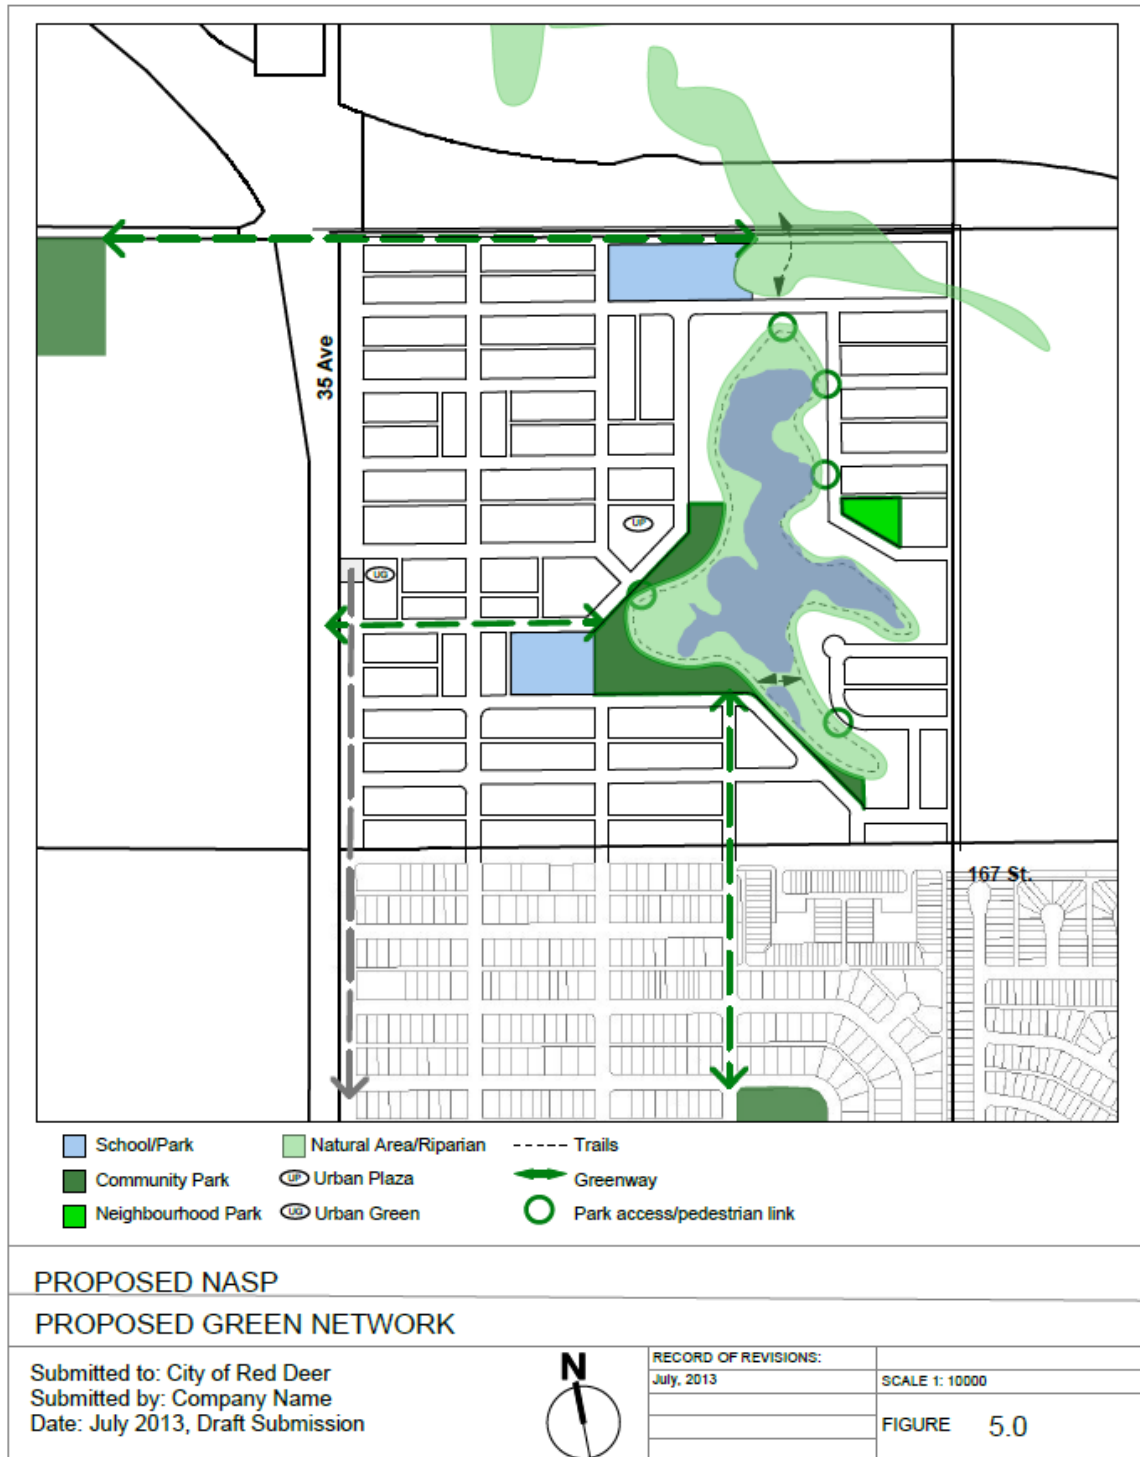 35 Ave
UP
UG
167 St.
School/Park
Natural Area/Riparian
Trails
Community Park
UP Urban Plaza
Greenway
Neighbourhood Park
UG Urban Green
Park access/pedestrian link
PROPOSED NASP
PROPOSED GREEN NETWORK
Submitted to: City of Red Deer
Submitted by: Company Name
Date: July 2013, Draft Submission
N
RECORD OF REVISIONS:
July, 2013
SCALE 1: 10000
FIGURE 5.0